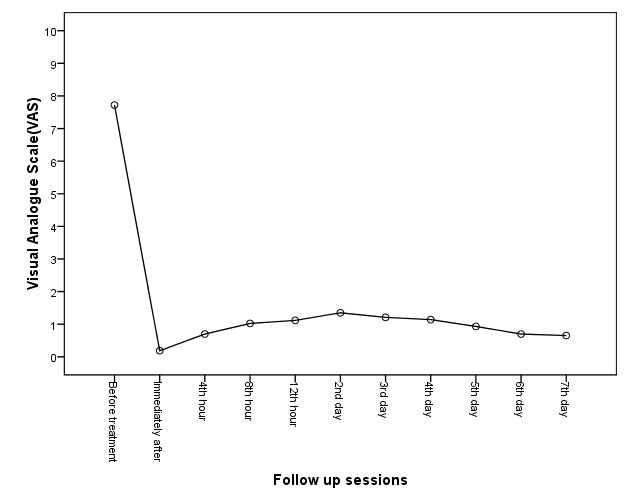 Visual Analogue Scale(VAS)
10
9
8
7
6
5
4
3
2
1
0
Before treatment
Immediately after
4th hour
8th hour
12th hour
2nd day
3rd day
4th day
5th day
6th day
7th day
Follow up sessions